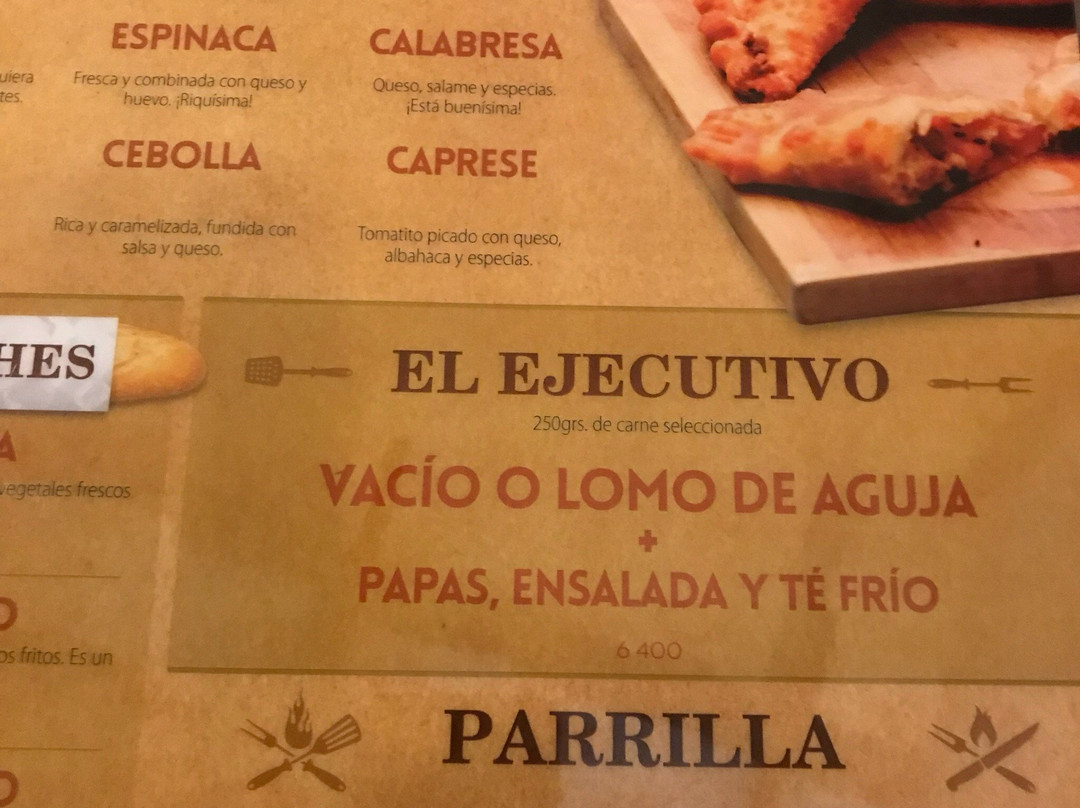 ESPINACA
Fresca y combinada con queso y
huevo. ¡Riquísima!
CALABRESA
Queso, salame y especias.
¡Está buenísima!
CEBOLLA
Rica y caramelizada, fundida con
salsa y queso.
CAPRESE
Tomatito picado con queso,
albahaca y especias.
vegetales frescos
fritos. Es un
EL EJECUTIVO
250grs. de carne seleccionada
VACÍO O LOMO DE AGUJA
+
PAPAS, ENSALADA Y TÉ FRÍO
6 400
PARRILLA